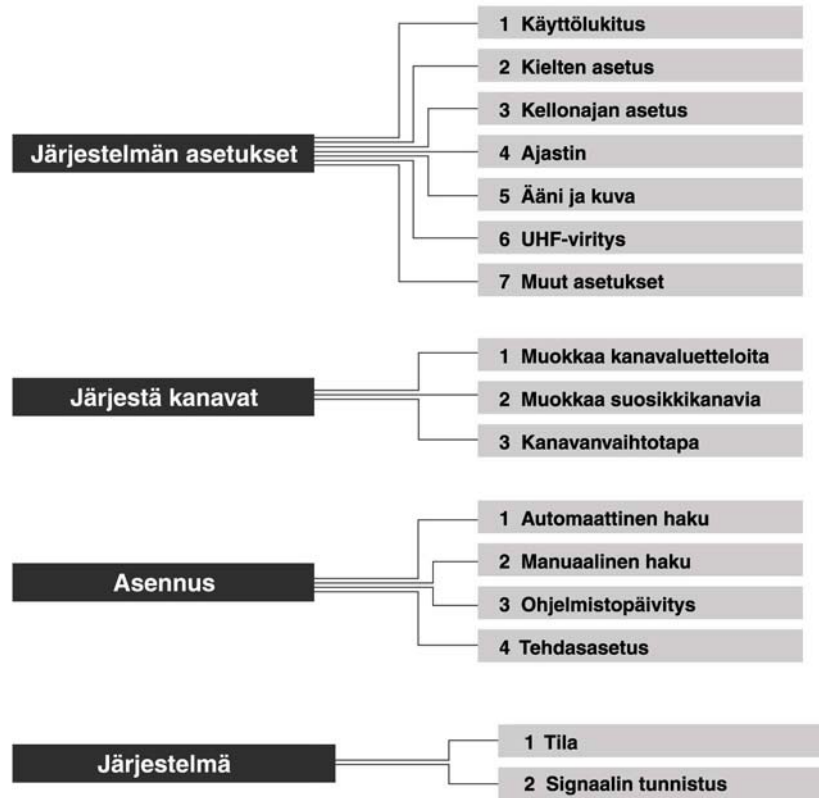 Järjestelmän asetukset
1 Käyttölukitus
2 Kielten asetus
3 Kellonajan asetus
4 Ajastin
5 Ääni ja kuva
6 UHF-viritys
7 Muut asetukset
Järjestä kanavat
1 Muokkaa kanavaluetteloita
2 Muokkaa suosikkikanavia
3 Kanavanvaihtotapa
Asennus
1 Automaattinen haku
2 Manuaalinen haku
3 Ohjelmistopäivitys
4 Tehdasasetus
Järjestelmä
1 Tila
2 Signaalin tunnistus